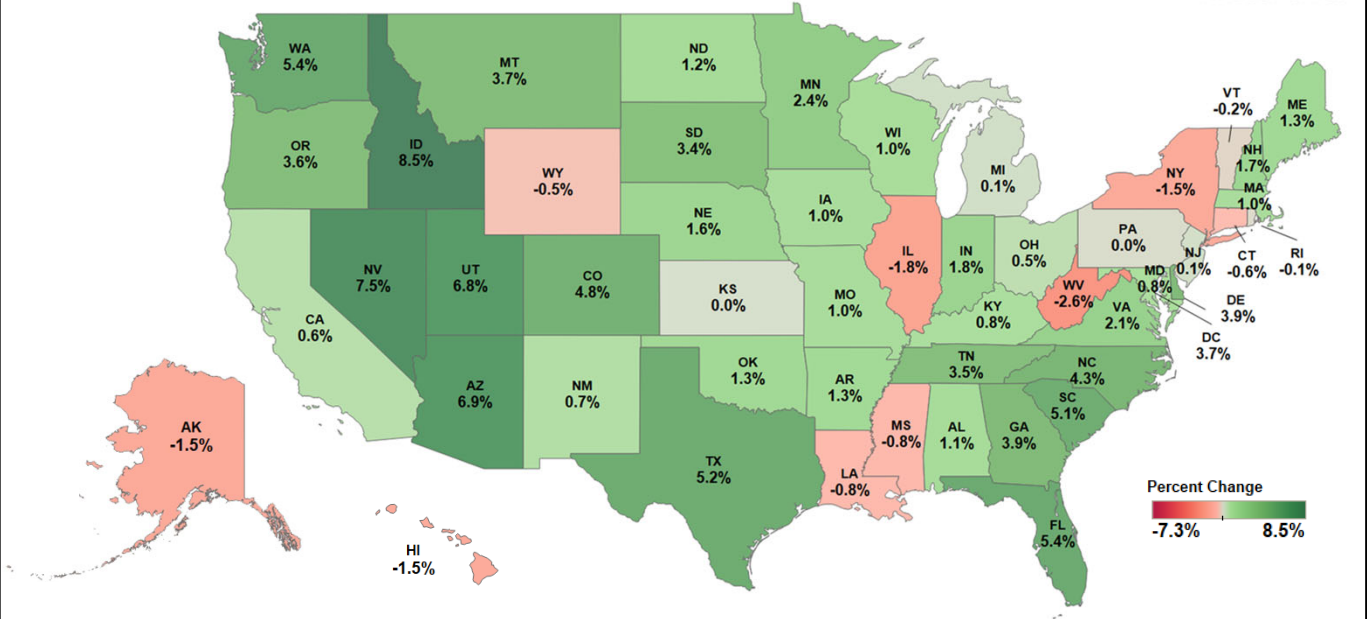 WA
5.4%
MT
3.7%
ND
1.2%
MN
2.4%
VT
-0.2%
ME
1.3%
OR
3.6%
ID
8.5%
SD
3.4%
WI
1.0%
NH
1.7%
WY
-0.5%
MI
0.1%
NY
-1.5%
MA
1.0%
NE
1.6%
IA
1.0%
PA
0.0%
NV
7.5%
UT
6.8%
CO
4.8%
IL
-1.8%
IN
1.8%
OH
0.5%
NJ
0.1%
CT
-0.6%
RI
-0.1%
KS
0.0%
MO
1.0%
WV
-2.6%
MD
0.8%
DE
3.9%
CA
0.6%
KY
0.8%
VA
2.1%
DC
3.7%
AZ
6.9%
NM
0.7%
OK
1.3%
AR
1.3%
TN
3.5%
NC
4.3%
SC
5.1%
AK
-1.5%
MS
-0.8%
AL
1.1%
GA
3.9%
TX
5.2%
LA
-0.8%
FL
5.4%
HI
-1.5%
Percent Change
-7.3% 8.5%